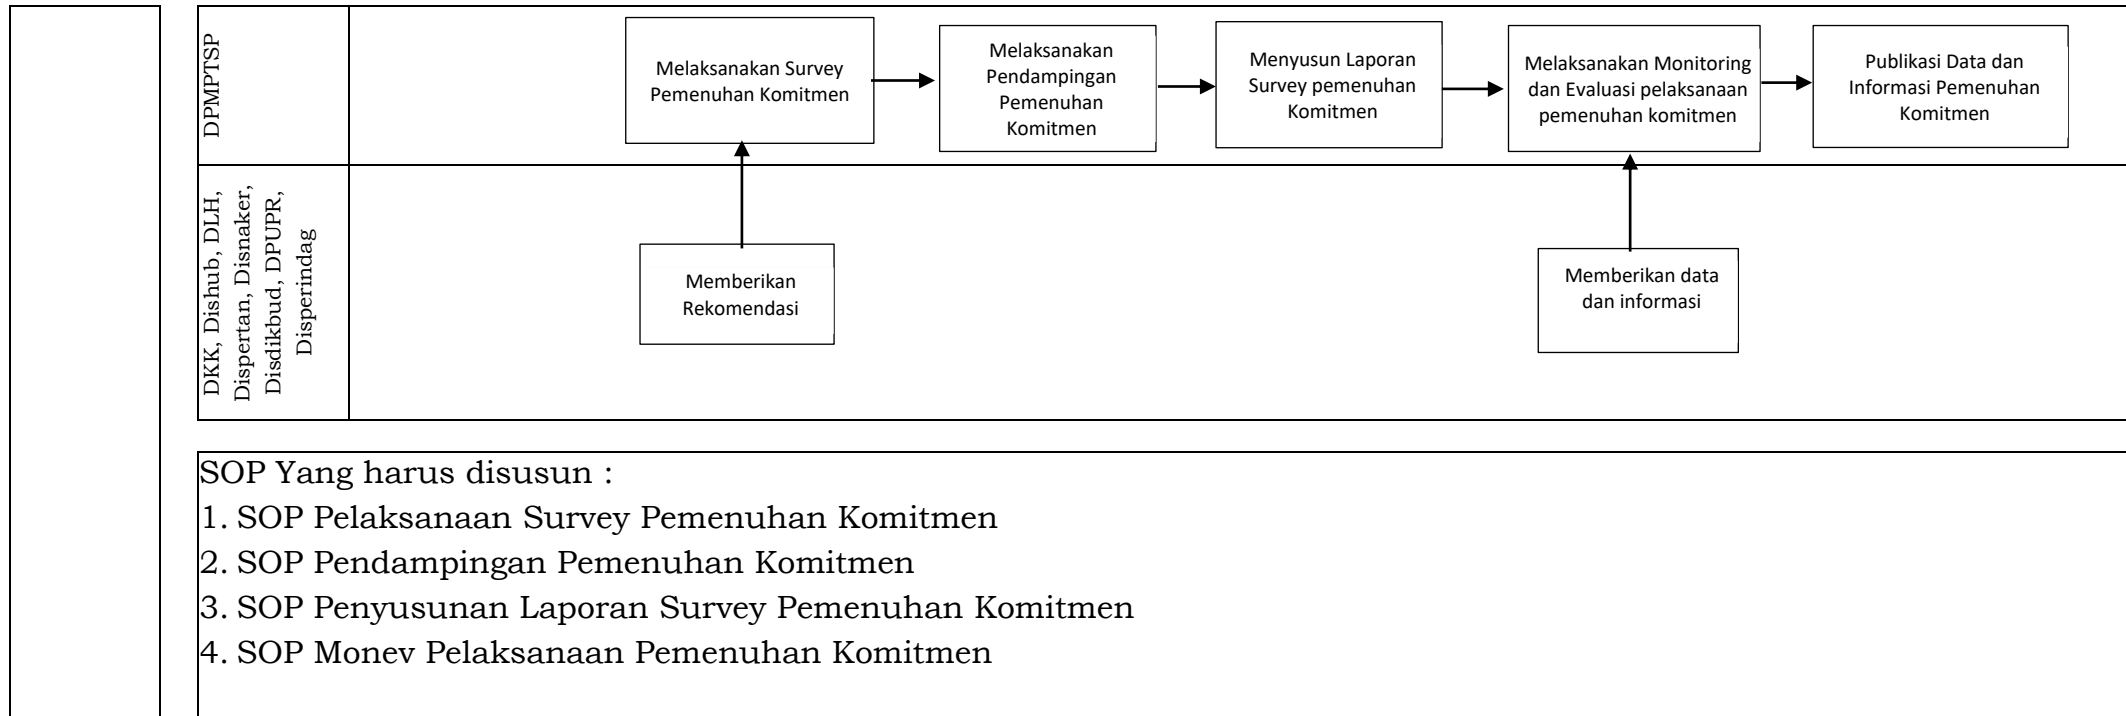 DPMPTSP
Melaksanakan Survey
Pemenuhan Komitmen
Melaksanakan
Pendampingan
Pemenuhan
Komitmen
Menyusun Laporan
Survey pemenuhan
Komitmen
Melaksanakan Monitoring
dan Evaluasi pelaksanaan
pemenuhan komitmen
Publikasi Data dan
Informasi Pemenuhan
Komitmen
DKK, Dishub, DLH,
Dispertan, Disnaker,
Disdikbud, DPUPR,
Disperindag
Memberikan
Rekomendasi
Memberikan data
dan informasi
SOP Yang harus disusun :
1. SOP Pelaksanaan Survey Pemenuhan Komitmen
2. SOP Pendampingan Pemenuhan Komitmen
3. SOP Penyusunan Laporan Survey Pemenuhan Komitmen
4. SOP Monev Pelaksanaan Pemenuhan Komitmen